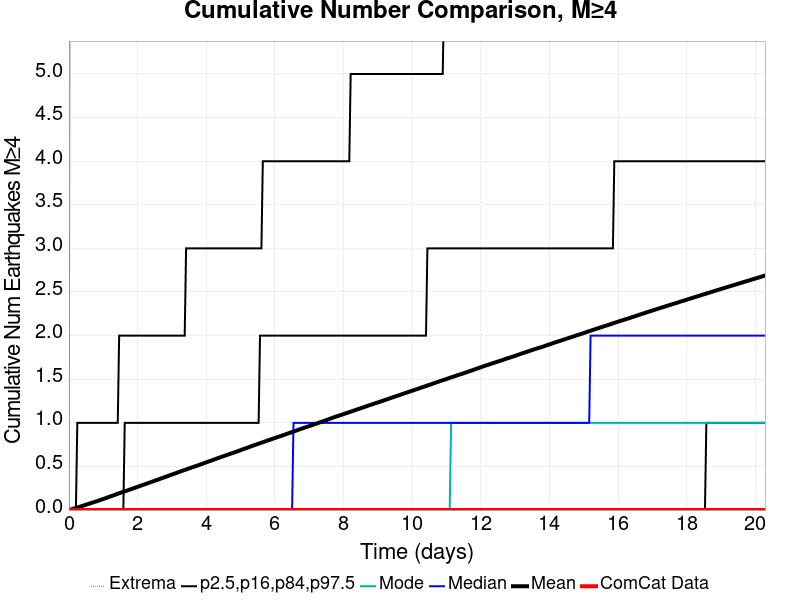 Cumulative Number Comparison, M≥4
Cumulative Num Earthquakes M≥4
5.0
4.5
4.0
3.5
3.0
2.5
2.0
1.5
1.0
0.5
0.0
0 2 4 6 8 10 12 14 16 18 20
Time (days)
Extrema p2.5,p16,p84,p97.5 Mode Median Mean ComCat Data